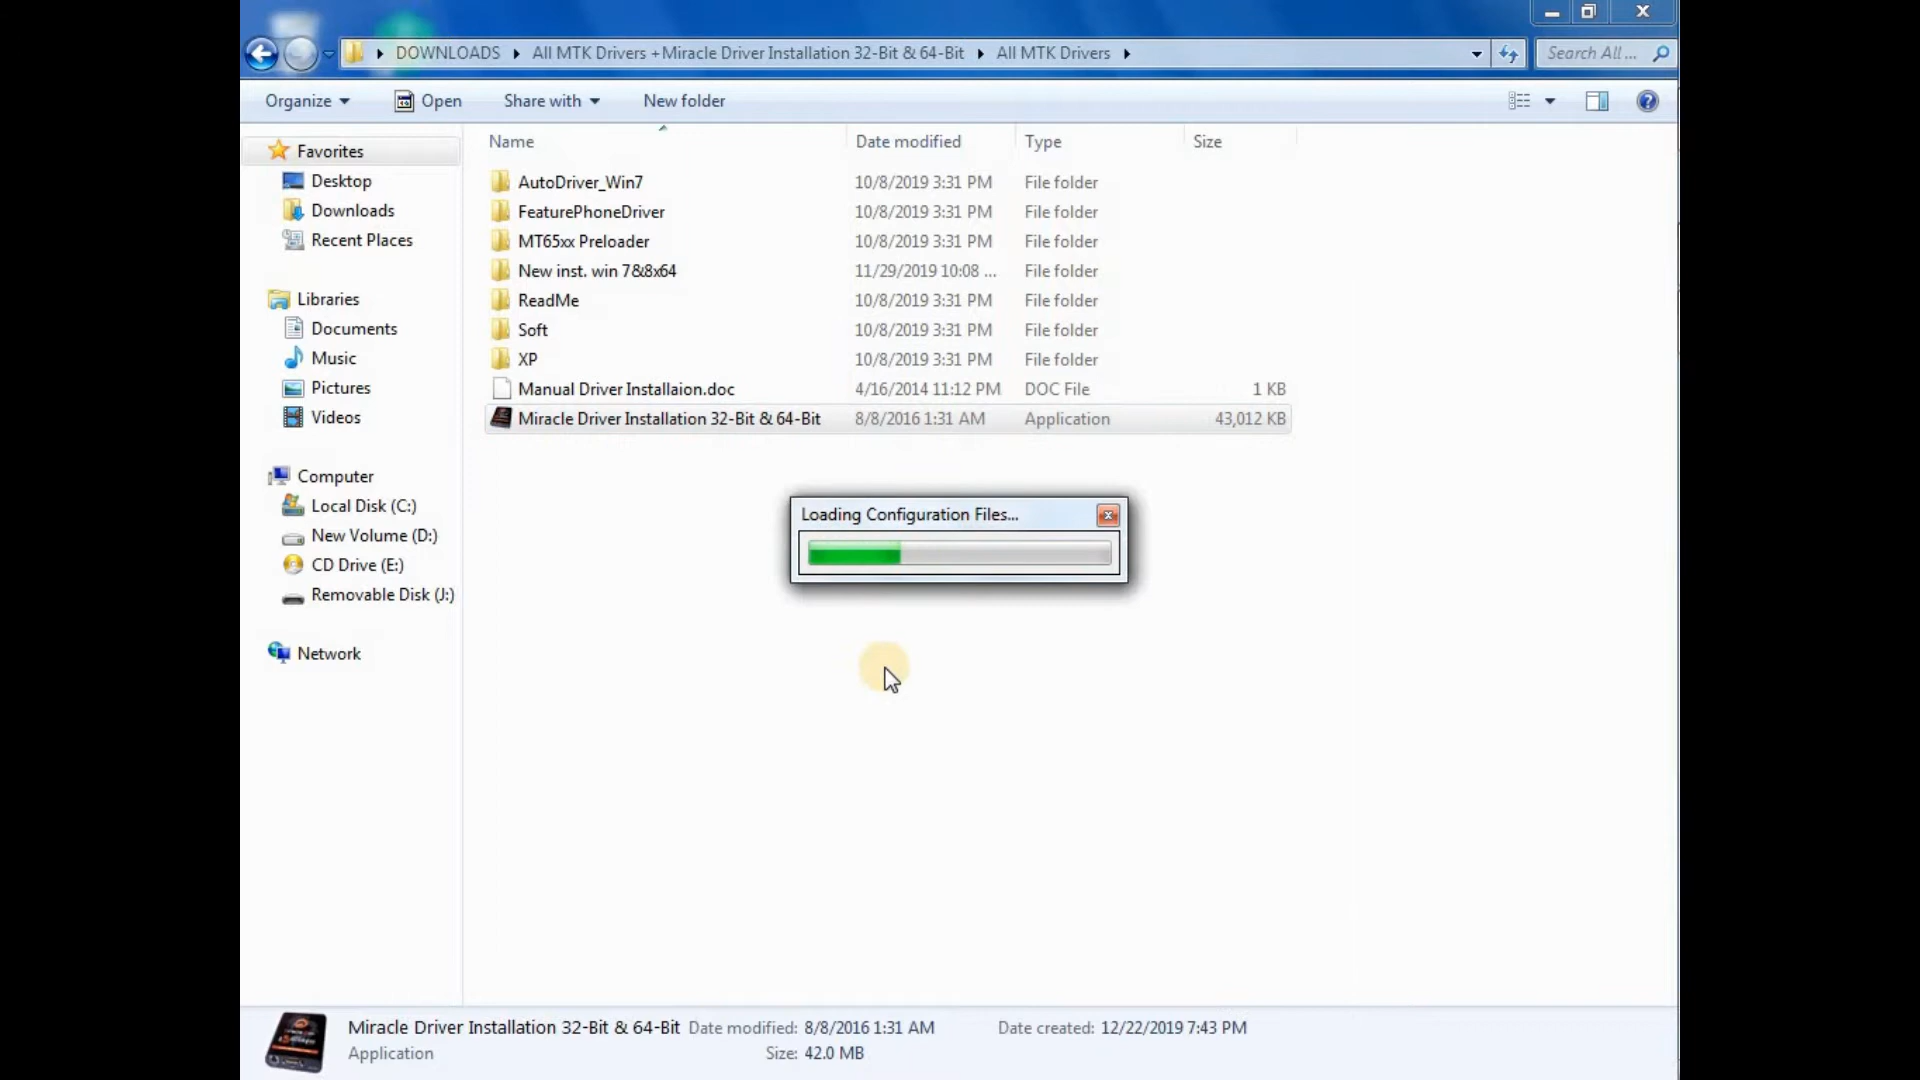 DOWNLOADS All MTK Drivers +Miracle Driver Installation 32-Bit & 64-Bit All MTK Drivers Search All ...
Organize Open Share with New folder
Name Date modified Type Size
Favorites
Desktop
Downloads
Recent Places
Libraries
Documents
Music
Pictures
Videos
Computer
Local Disk (C:)
New Volume (D:)
CD Drive (E:)
Removable Disk (J:)
Network
AutoDriver_Win7 10/8/2019 3:31 PM File folder
FeaturePhoneDriver 10/8/2019 3:31 PM File folder
MT65xx Preloader 10/8/2019 3:31 PM File folder
New inst. win 7&8x64 11/29/2019 10:08 ... File folder
ReadMe 10/8/2019 3:31 PM File folder
Soft 10/8/2019 3:31 PM File folder
XP 10/8/2019 3:31 PM File folder
Manual Driver Installaion.doc 4/16/2014 11:12 PM DOC File 1 KB
Miracle Driver Installation 32-Bit & 64-Bit 8/8/2016 1:31 AM Application 43,012 KB
Loading Configuration Files...
Miracle Driver Installation 32-Bit & 64-Bit Date modified: 8/8/2016 1:31 AM Date created: 12/22/2019 7:43 PM
Application Size: 42.0 MB